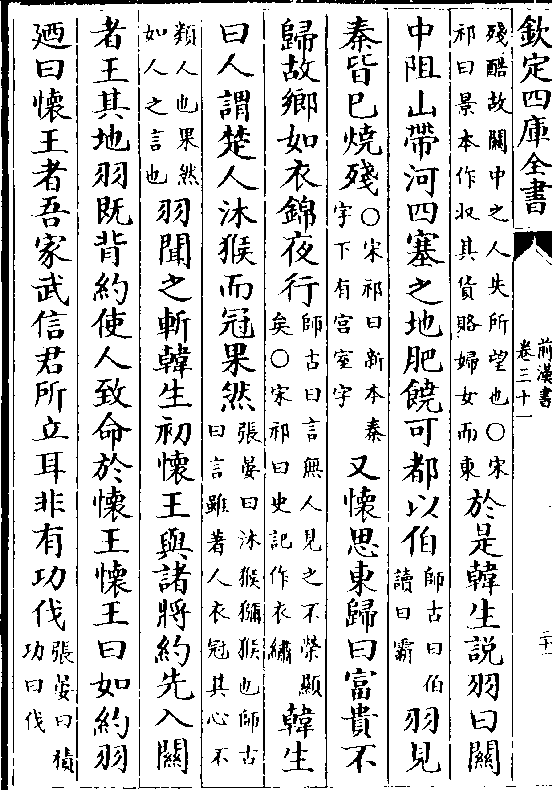 欽定四庫全書
前漢書
卷三十一
二十
殘酷故關中之人失所望也○宋
祁曰景本作収其貨賂婦女而東
於是韓生說羽曰關
中阻山帶河四塞之地肥饒可都以伯
師古曰伯
讀曰霸
羽見
秦皆已燒殘
○宋祁曰新本秦
字下有宫室字
又懷思東歸曰富貴不
歸故鄉如衣錦夜行
師古曰言無人見之不榮顯
矣○宋祁曰史記作衣繡
韓生
曰人謂楚人沐猴而冠果然
張晏曰沐猴獼猴也師古
曰言雖著人衣冠其心不
類人也果然
如人之言也
羽聞之斬韓生初懷王與諸將約先入關
者王其地羽既背約使人致命於懷王懷王曰如約羽
廼曰懷王者吾家武信君所立耳非有功伐
張晏曰積
功曰伐